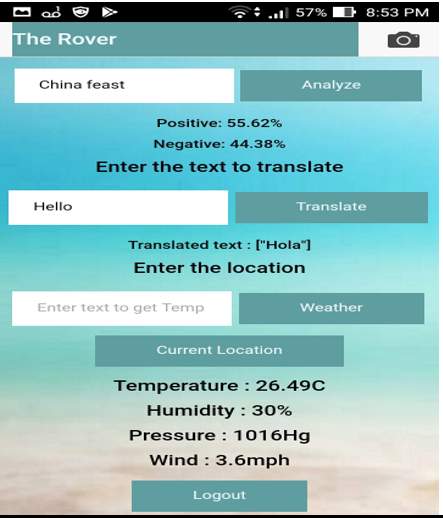 57% 8:53 PM
The Rover
China feast Analyze
Positive: 55.62%
Negative: 44.38%
Enter the text to translate
Hello Translate
Translated text : ["Hola"]
Enter the location
Enter text to get Temp Weather
Current Location
Temperature : 26.49C
Humidity : 30%
Pressure : 1016Hg
Wind : 3.6mph
Logout